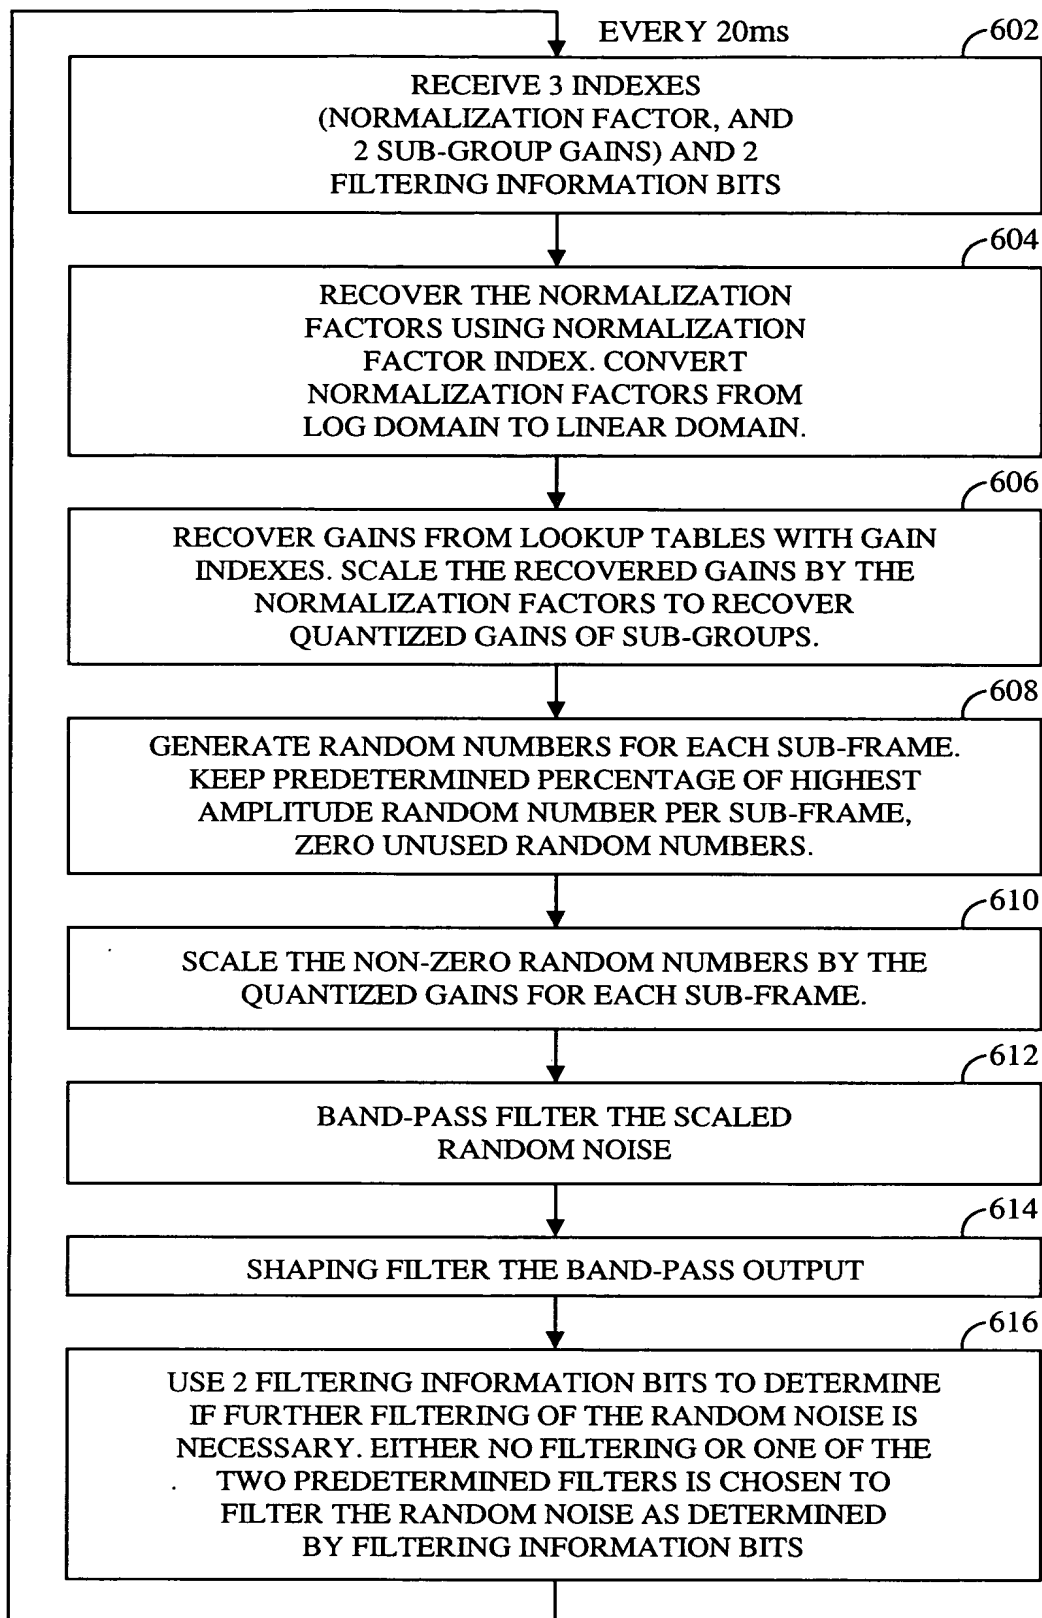 EVERY 20ms
602
RECEIVE 3 INDEXES
(NORMALIZATION FACTOR, AND
2 SUB-GROUP GAINS) AND 2
FILTERING INFORMATION BITS
604
RECOVER THE NORMALIZATION
FACTORS USING NORMALIZATION
FACTOR INDEX. CONVERT
NORMALIZATION FACTORS FROM
LOG DOMAIN TO LINEAR DOMAIN.
606
RECOVER GAINS FROM LOOKUP TABLES WITH GAIN
INDEXES. SCALE THE RECOVERED GAINS BY THE
NORMALIZATION FACTORS TO RECOVER
QUANTIZED GAINS OF SUB-GROUPS.
608
GENERATE RANDOM NUMBERS FOR EACH SUB-FRAME.
KEEP PREDETERMINED PERCENTAGE OF HIGHEST
AMPLITUDE RANDOM NUMBER PER SUB-FRAME,
ZERO UNUSED RANDOM NUMBERS.
610
SCALE THE NON-ZERO RANDOM NUMBERS BY THE
QUANTIZED GAINS FOR EACH SUB-FRAME.
612
BAND-PASS FILTER THE SCALED
RANDOM NOISE
614
SHAPING FILTER THE BAND-PASS OUTPUT
616
USE 2 FILTERING INFORMATION BITS TO DETERMINE
IF FURTHER FILTERING OF THE RANDOM NOISE IS
NECESSARY. EITHER NO FILTERING OR ONE OF THE
TWO PREDETERMINED FILTERS IS CHOSEN TO
FILTER THE RANDOM NOISE AS DETERMINED
BY FILTERING INFORMATION BITS